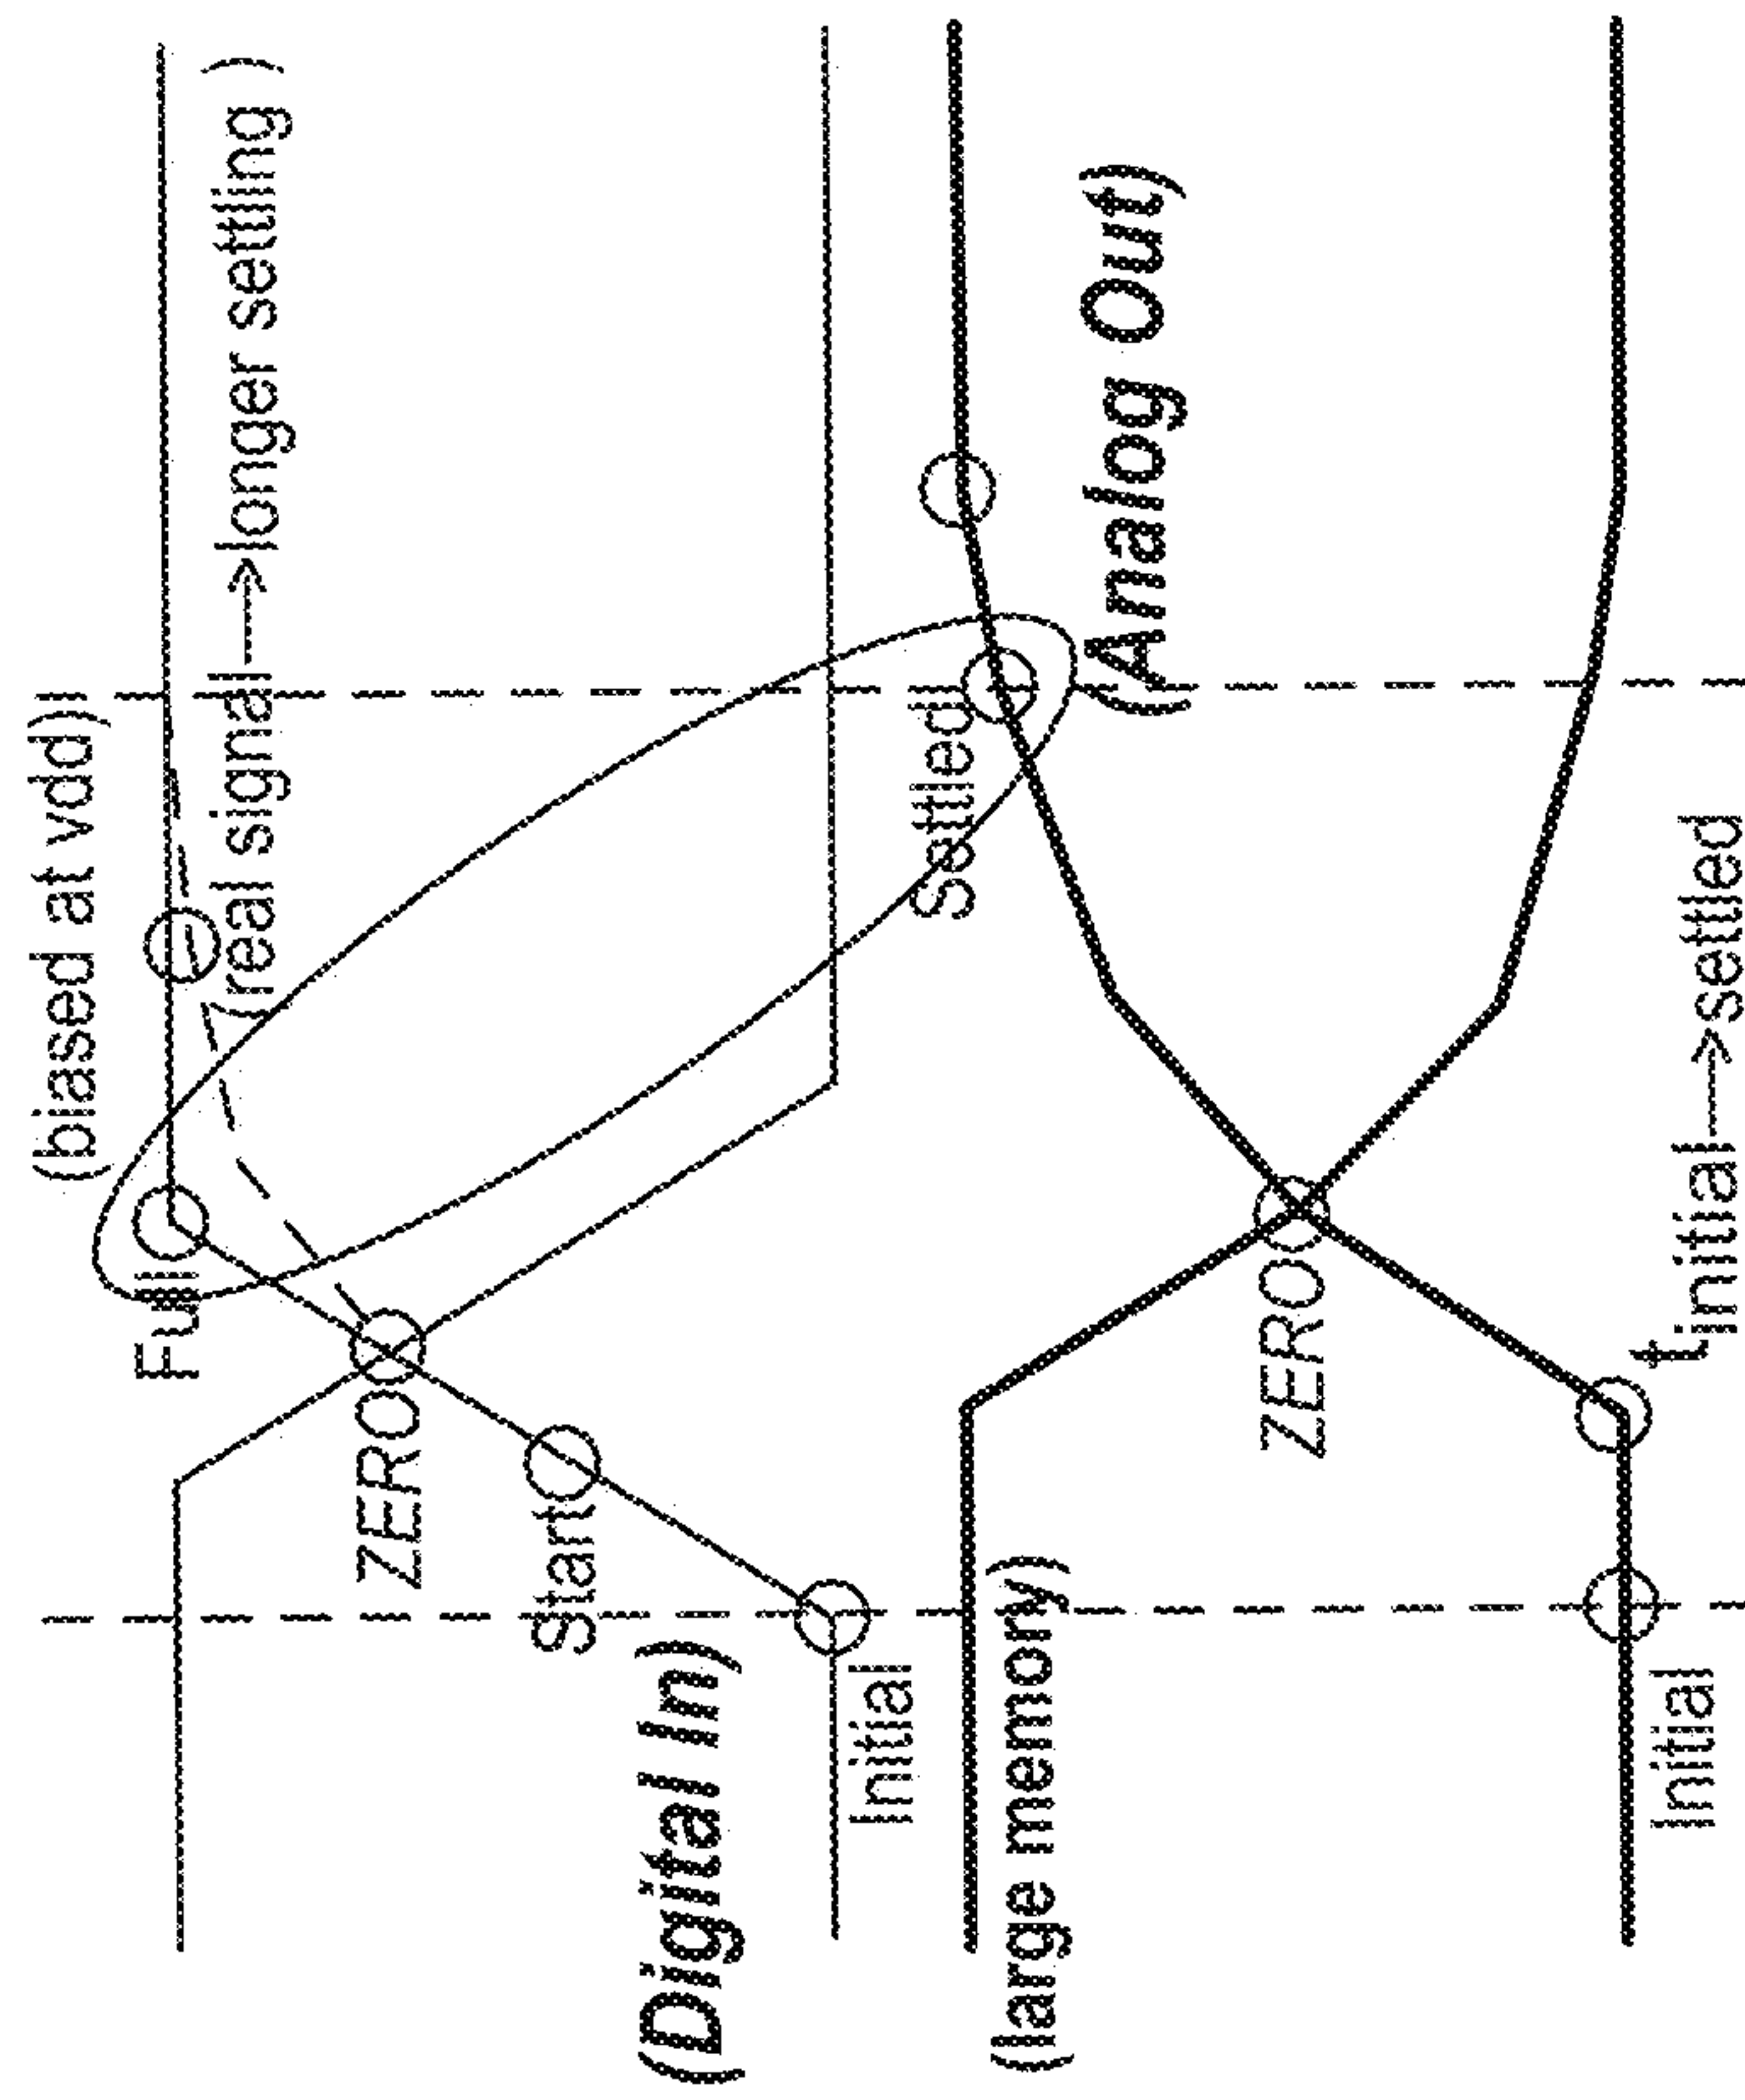 (biased at vdd)
Full
(real signal--->longer settling )
ZERO
Start
(Digital In)
Initial
Settled
(large memory)
(Analog Out)
ZERO
Initial
tinitial--->settled